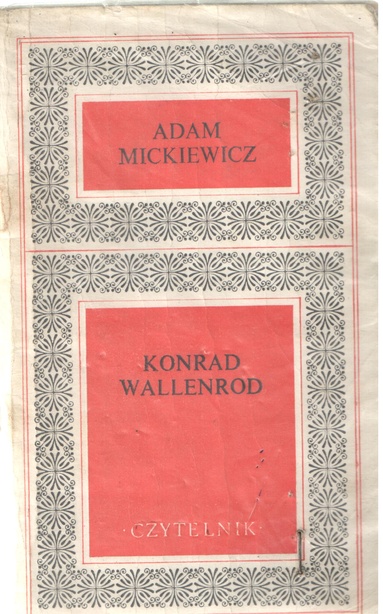 ADAM
MICKIEWICZ
KONRAD
WALLENROD
·CZYTELNIK·